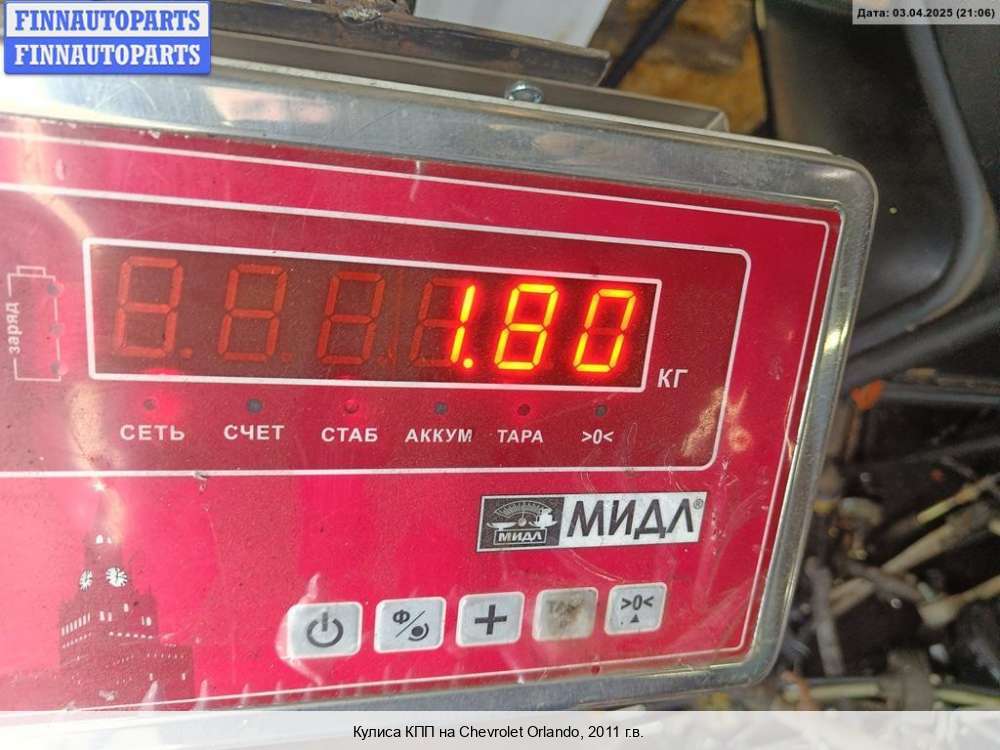 FINNAUTOPARTS
FINNAUTOPARTS
Дата: 03.04.2025 (21:06)
заряд
1.80
КГ
СЕТЬ СЧЕТ СТАБ АККУМ ТАРА >0<
МИДЛ МИДЛ®
Ф/ + >0<
Кулиса КПП на Chevrolet Orlando, 2011 г.в.